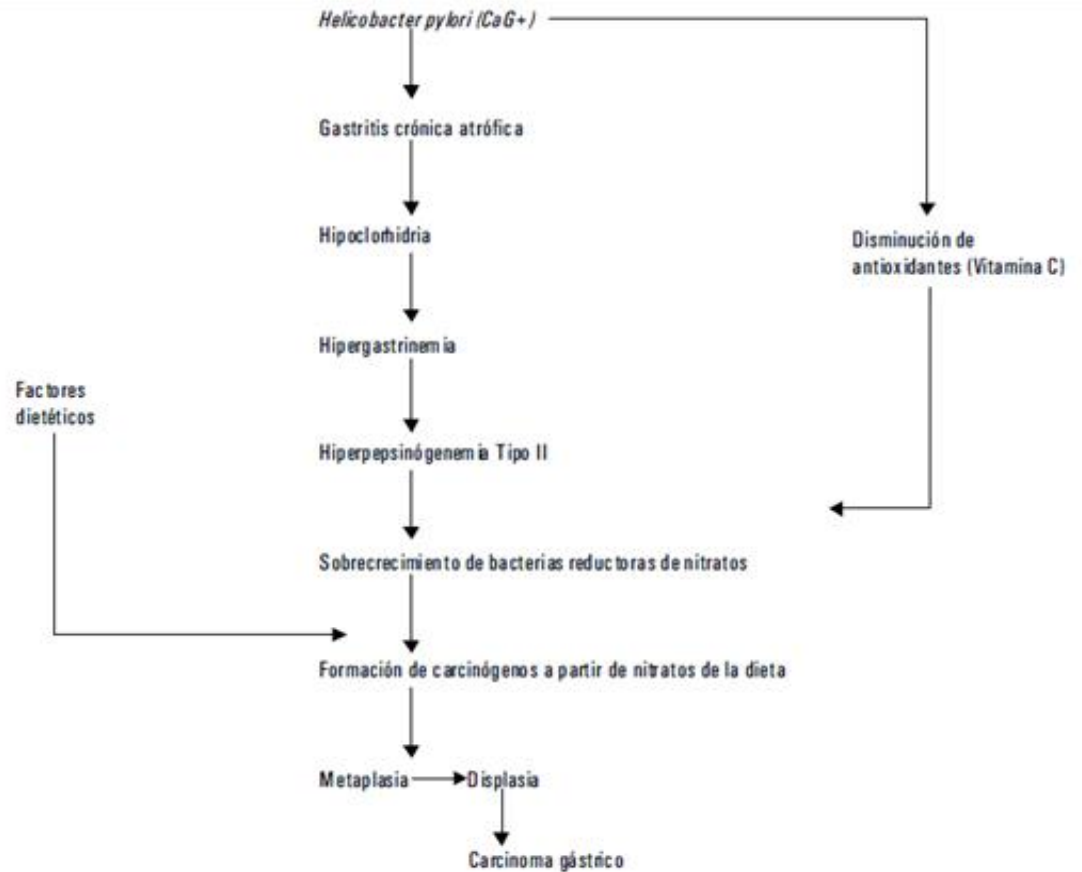 Helicobacter pylori (CaG+)
Gastritis crónica atrófica
Hipoclorhidria
Disminución de
antioxidantes (Vitamina C)
Hipergastrinemia
Factores
dietéticos
Hiperpepsinógenemia Tipo II
Sobrecrecimiento de bacterias reductoras de nitratos
Formación de carcinógenos a partir de nitratos de la dieta
Metaplasia Displasia
Carcinoma gástrico